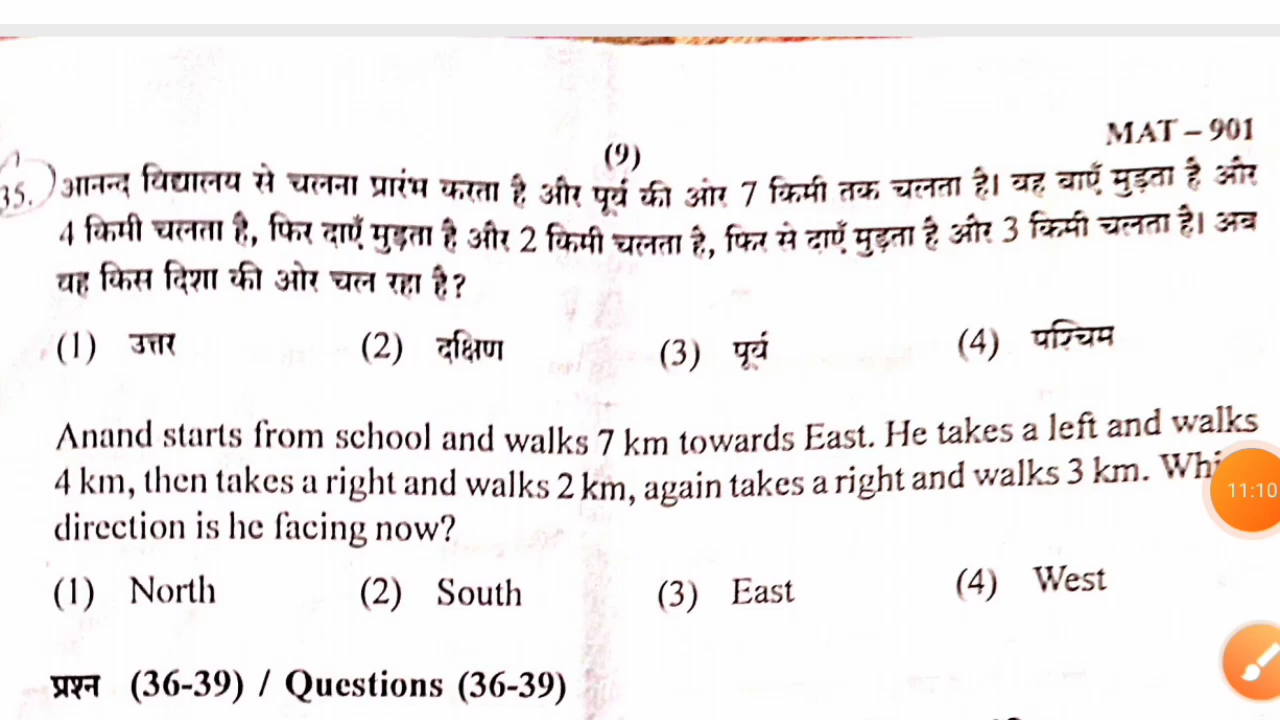 MAT – 901
(9)
35. आनन्द विद्यालय से चलना प्रारंभ करता है और पूर्व की ओर 7 किमी तक चलता है। वह बाएँ मुड़ता है और
4 किमी चलता है, फिर दाएँ मुड़ता है और 2 किमी चलता है, फिर से दाएँ मुड़ता है और 3 किमी चलता है। अब
वह किस दिशा की ओर चल रहा है?
(1) उत्तर (2) दक्षिण (3) पूर्व (4) पश्चिम
Anand starts from school and walks 7 km towards East. He takes a left and walks
4 km, then takes a right and walks 2 km, again takes a right and walks 3 km.
direction is he facing now?
11:10
(1) North (2) South (3) East (4) West
प्रश्न (36-39) / Questions (36-39)